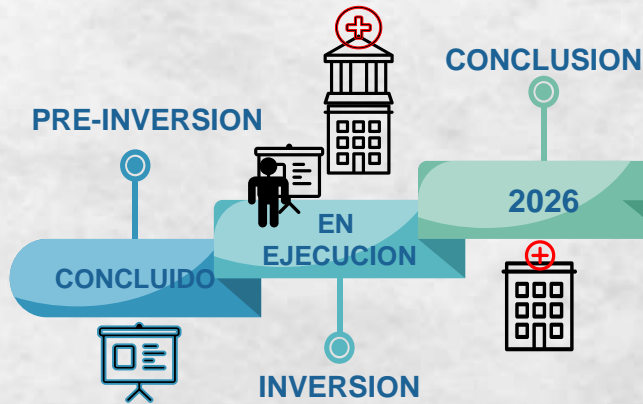 CONCLUSION
PRE-INVERSION
2026
EN
EJECUCION
CONCLUIDO
INVERSION